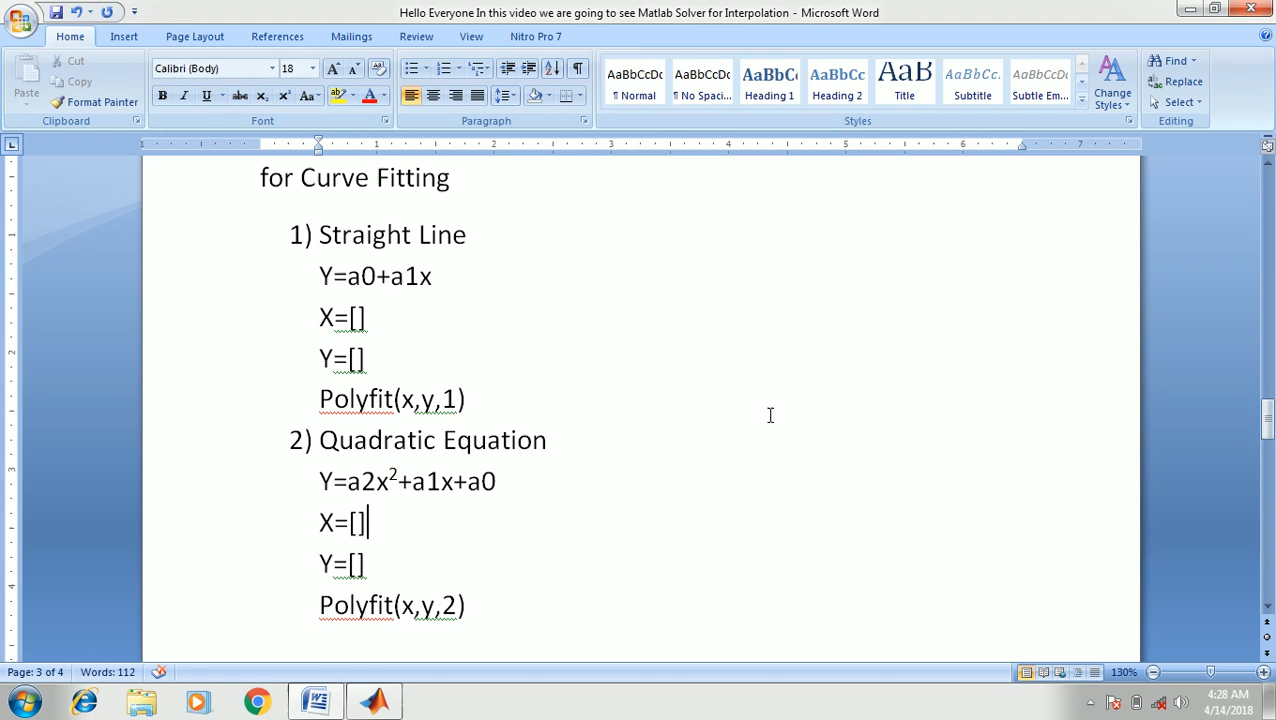 Hello Everyone In this video we are going to see Matlab Solver for Interpolation - Microsoft Word
Home Insert Page Layout References Mailings Review View Nitro Pro 7
Paste
Cut
Copy
Format Painter
Clipboard
Calibri (Body) 18
Font
Paragraph
AaBbCcDc AaBbCcDc AaBbC AaBbCc AaB AaBbCc. AaBbCcDc
¶ Normal ¶ No Spaci... Heading 1 Heading 2 Title Subtitle Subtle Em...
Change Styles
Styles
Find
Replace
Select
Editing
for Curve Fitting
1) Straight Line
Y=a0+a1x
X=[]
Y=[]
Polyfit(x,y,1)
2) Quadratic Equation
Y=a2x²+a1x+a0
X=[]
Y=[]
Polyfit(x,y,2)
Page: 3 of 4 Words: 112 130%
4:28 AM
4/14/2018